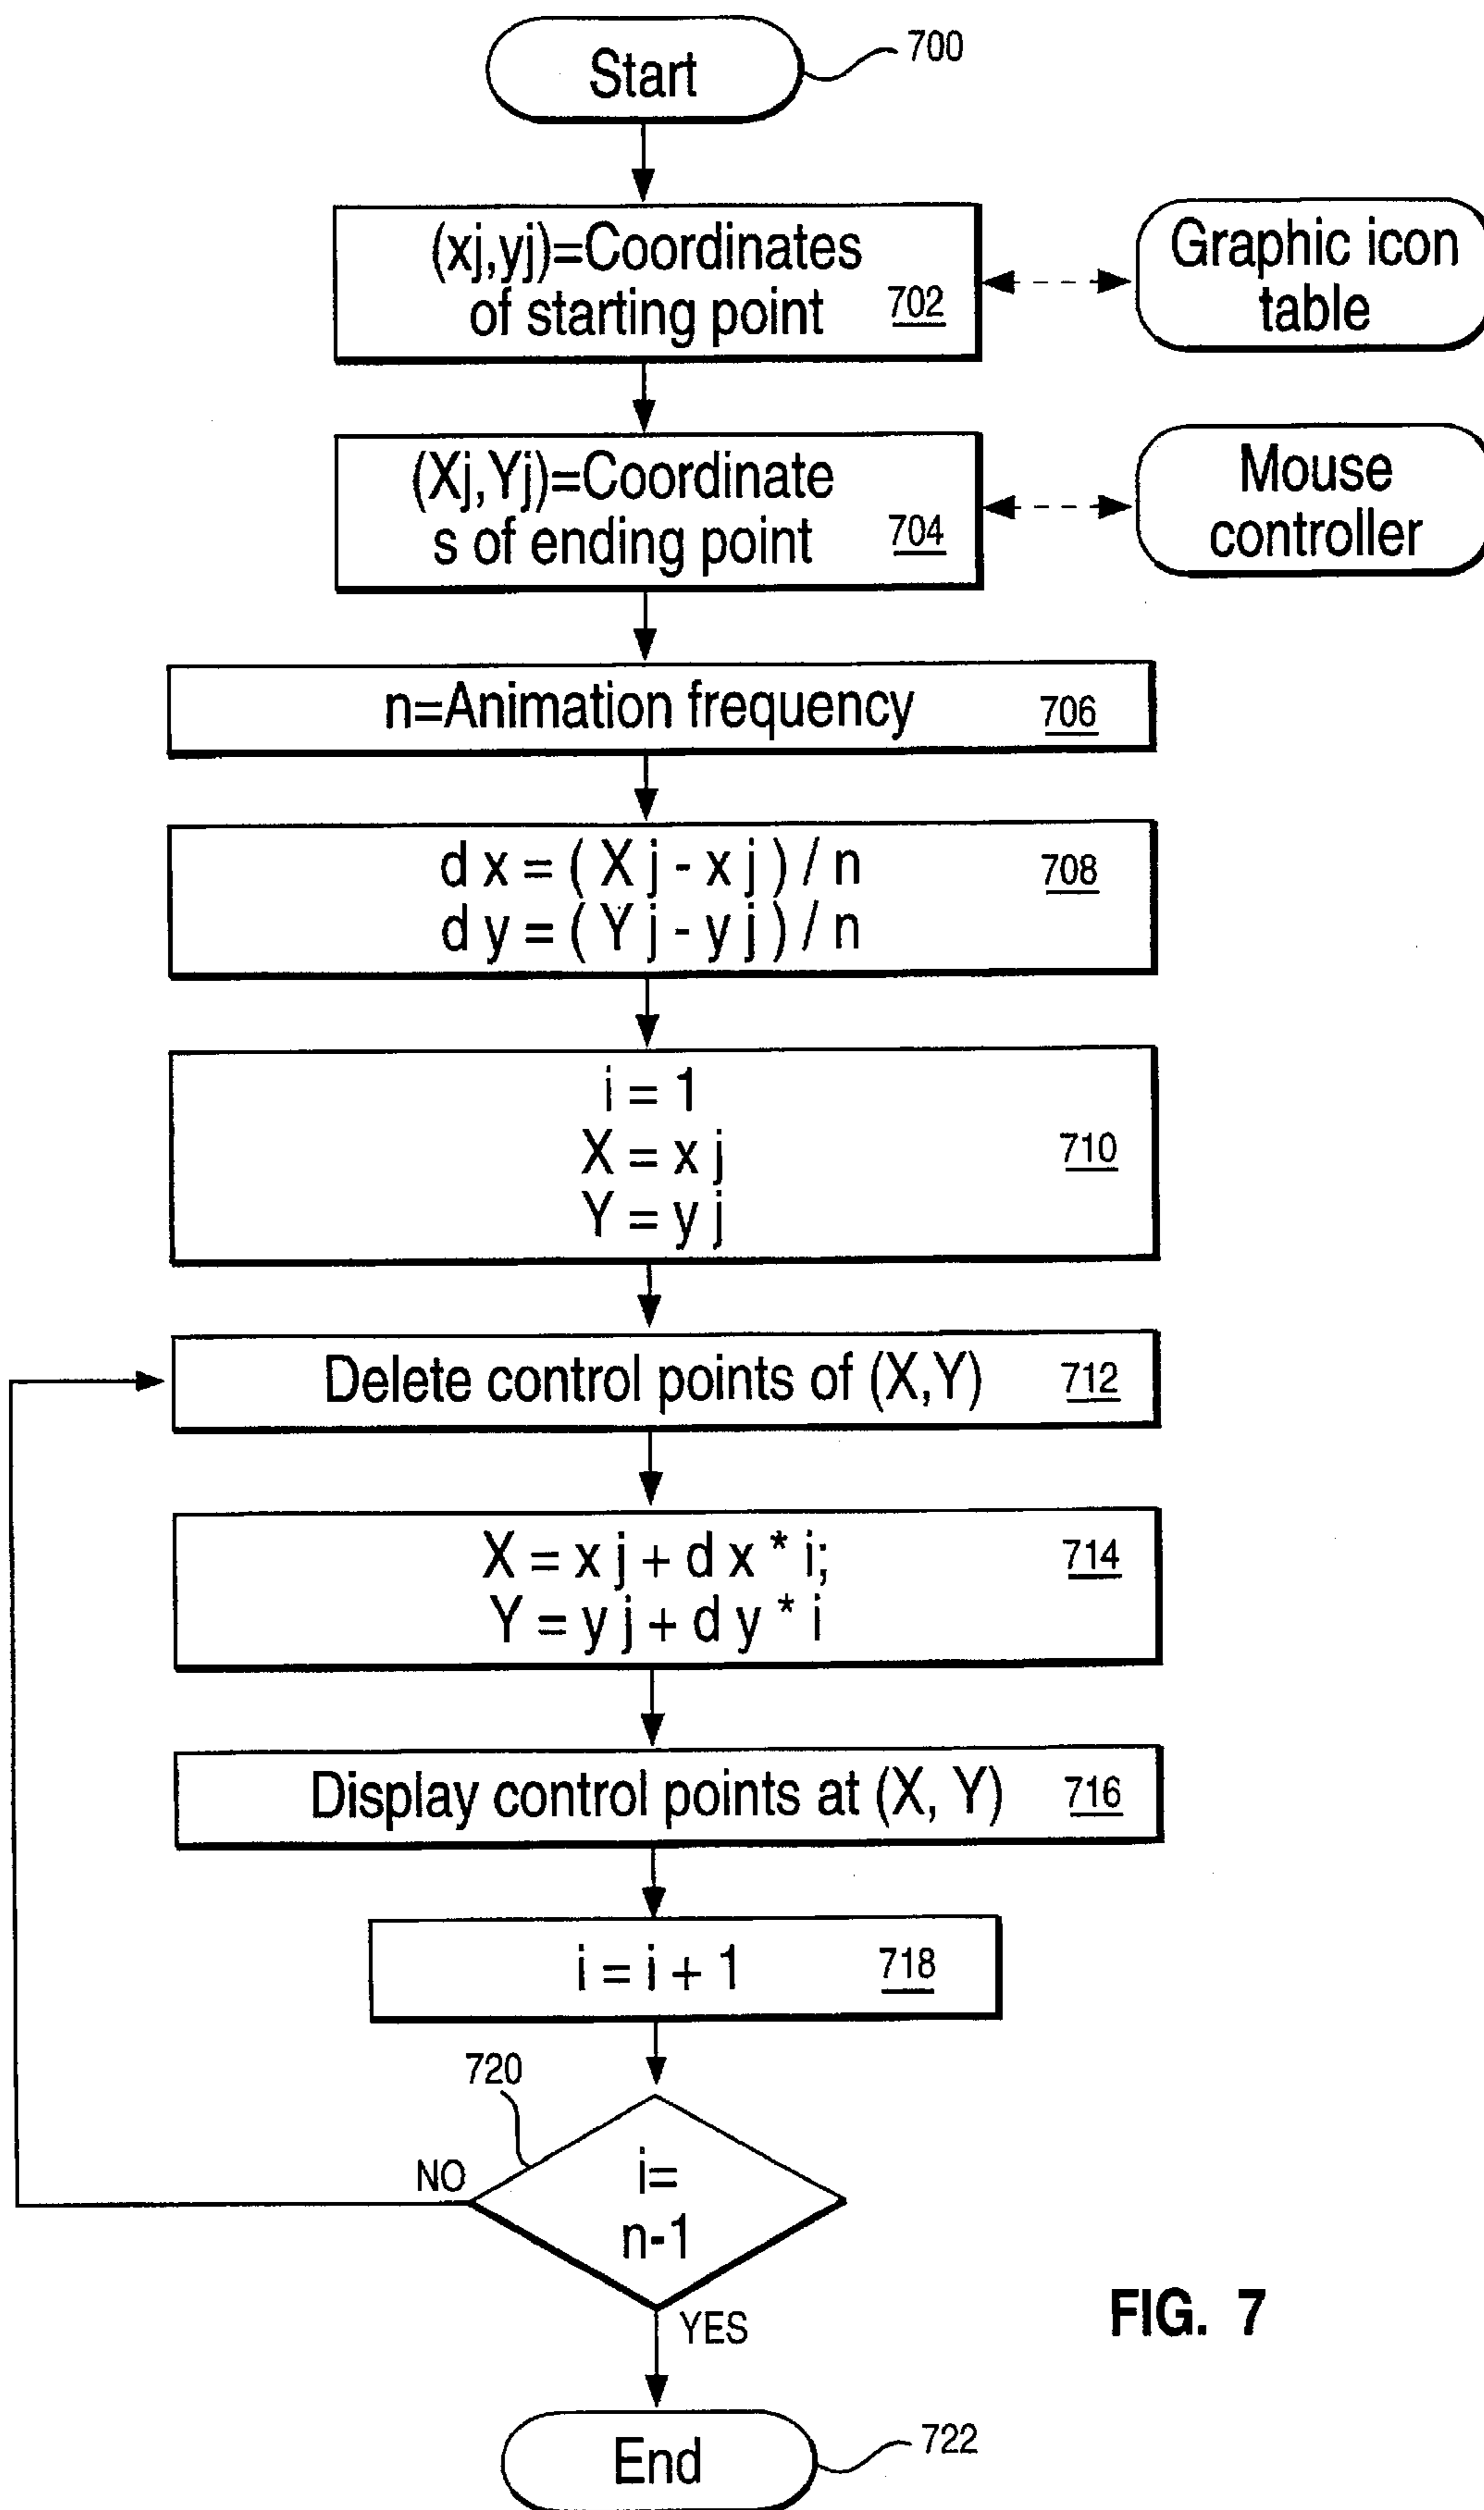 Start
700
(xj,yj)=Coordinates
of starting point
702
Graphic icon
table
(Xj,Yj)=Coordinate
s of ending point
704
Mouse
controller
n=Animation frequency
706
d x = ( X j - x j ) / n
708
d y = ( Y j - y j ) / n
i = 1
X = x j
710
Y = y j
Delete control points of (X,Y)
712
X = x j + d x * i;
714
Y = y j + d y * i
Display control points at (X, Y)
716
i = i + 1
718
720
NO
i=
n-1
YES
FIG. 7
End
722